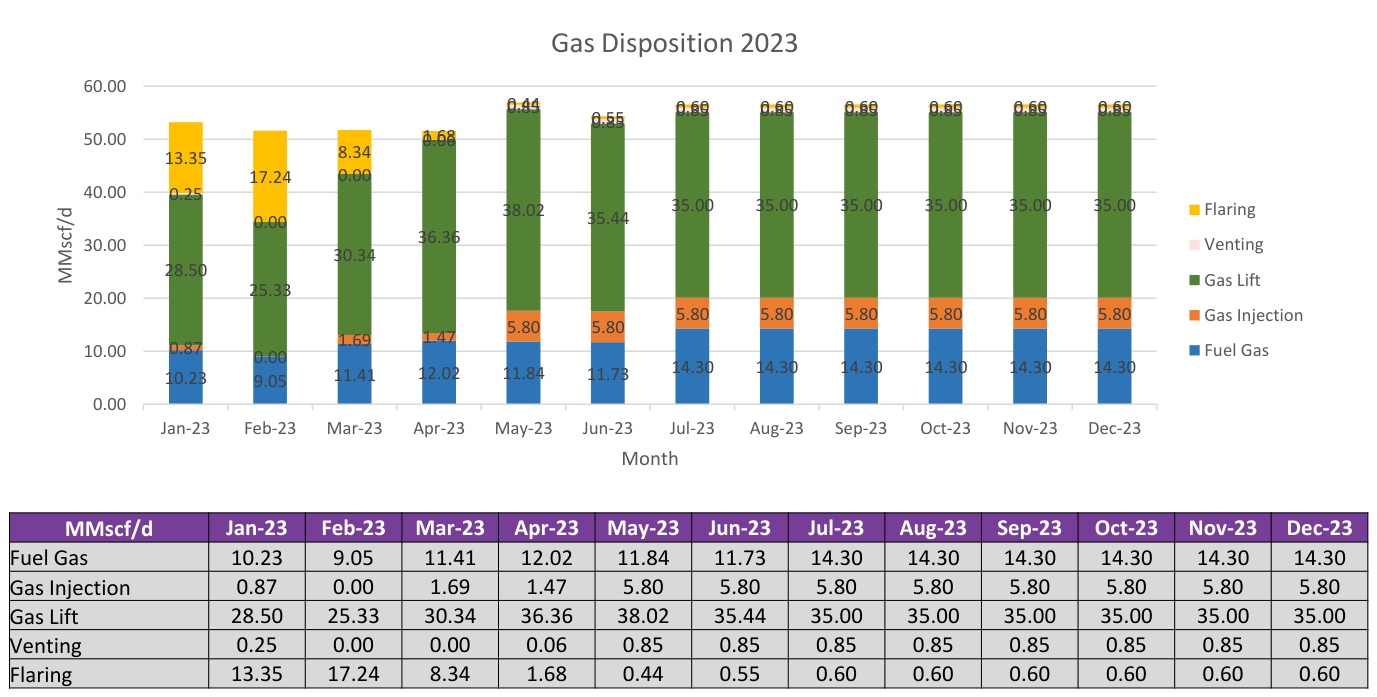 Gas Disposition 2023
60.00
50.00
40.00
30.00
20.00
10.00
0.00
MMscf/d
13.35 17.24 8.34 1.68 0.44 0.55 0.60 0.60 0.60 0.60 0.60 0.60
0.25 0.00 0.00 0.06 0.85 0.85 0.85 0.85 0.85 0.85 0.85 0.85
28.50 25.33 30.34 36.36 38.02 35.44 35.00 35.00 35.00 35.00 35.00 35.00
0.87 0.00 1.69 1.47 5.80 5.80 5.80 5.80 5.80 5.80 5.80 5.80
10.23 9.05 11.41 12.02 11.84 11.73 14.30 14.30 14.30 14.30 14.30 14.30
Jan-23 Feb-23 Mar-23 Apr-23 May-23 Jun-23 Jul-23 Aug-23 Sep-23 Oct-23 Nov-23 Dec-23
Month
Flaring
Venting
Gas Lift
Gas Injection
Fuel Gas
MMscf/d Jan-23 Feb-23 Mar-23 Apr-23 May-23 Jun-23 Jul-23 Aug-23 Sep-23 Oct-23 Nov-23 Dec-23
Fuel Gas 10.23 9.05 11.41 12.02 11.84 11.73 14.30 14.30 14.30 14.30 14.30 14.30
Gas Injection 0.87 0.00 1.69 1.47 5.80 5.80 5.80 5.80 5.80 5.80 5.80 5.80
Gas Lift 28.50 25.33 30.34 36.36 38.02 35.44 35.00 35.00 35.00 35.00 35.00 35.00
Venting 0.25 0.00 0.00 0.06 0.85 0.85 0.85 0.85 0.85 0.85 0.85 0.85
Flaring 13.35 17.24 8.34 1.68 0.44 0.55 0.60 0.60 0.60 0.60 0.60 0.60